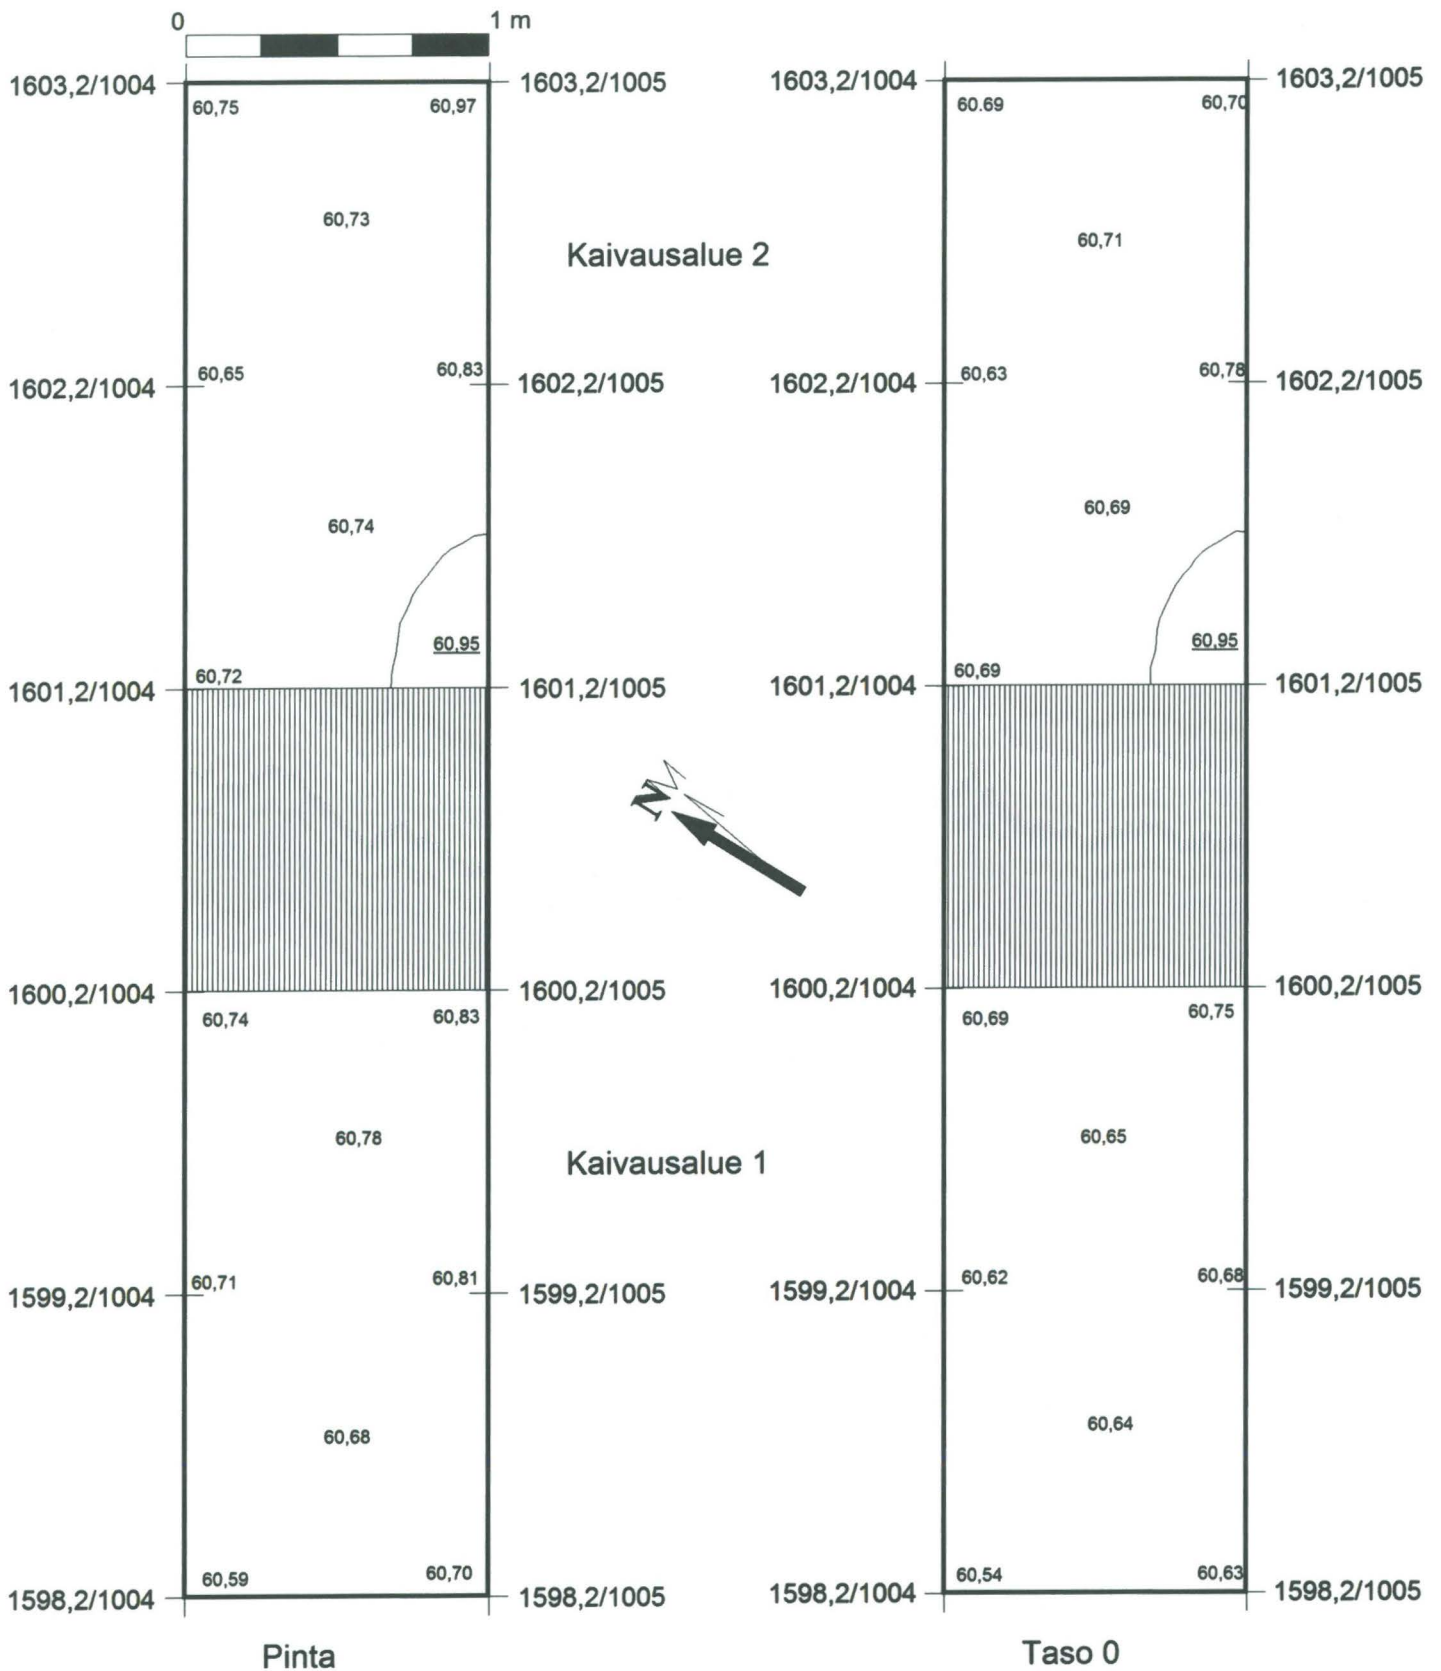 0 1 m
1603,2/1004 1603,2/1005 1603,2/1004 1603,2/1005
60,75 60,97 60.69 60,70
60,73 60,71
Kaivausalue 2
60,65 60,83 60,63 60,78
1602,2/1004 1602,2/1005 1602,2/1004 1602,2/1005
60,74 60,69
60,95 60,95
60,72 60,69
1601,2/1004 1601,2/1005 1601,2/1004 1601,2/1005
N
1600,2/1004 1600,2/1005 1600,2/1004 1600,2/1005
60,74 60,83 60,69 60,75
60,78 60,65
Kaivausalue 1
60,71 60,81 60,62 60,68
1599,2/1004 1599,2/1005 1599,2/1004 1599,2/1005
60,68 60,64
60,59 60,70 60,54 60,63
1598,2/1004 1598,2/1005 1598,2/1004 1598,2/1005
Pinta Taso 0